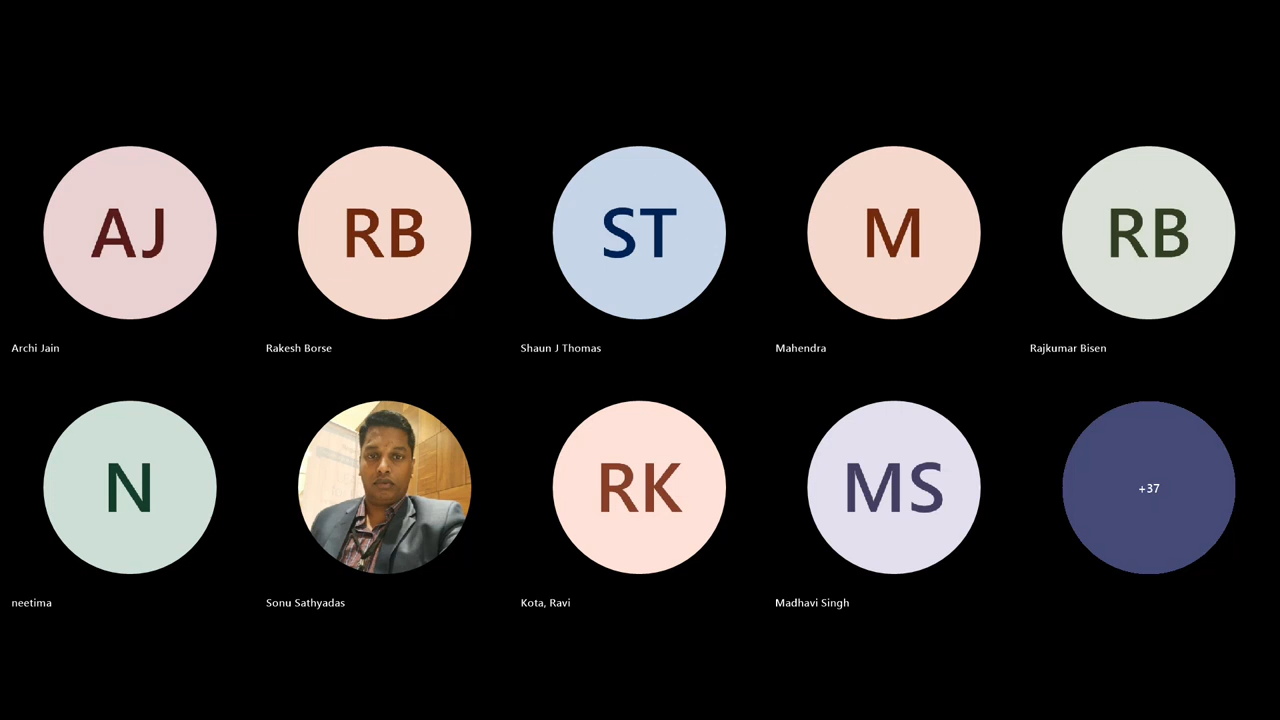 AJ
RB
ST
M
RB
Archi Jain
Rakesh Borse
Shaun J Thomas
Mahendra
Rajkumar Bisen
N
RK
MS
+37
neetima
Sonu Sathyadas
Kota, Ravi
Madhavi Singh